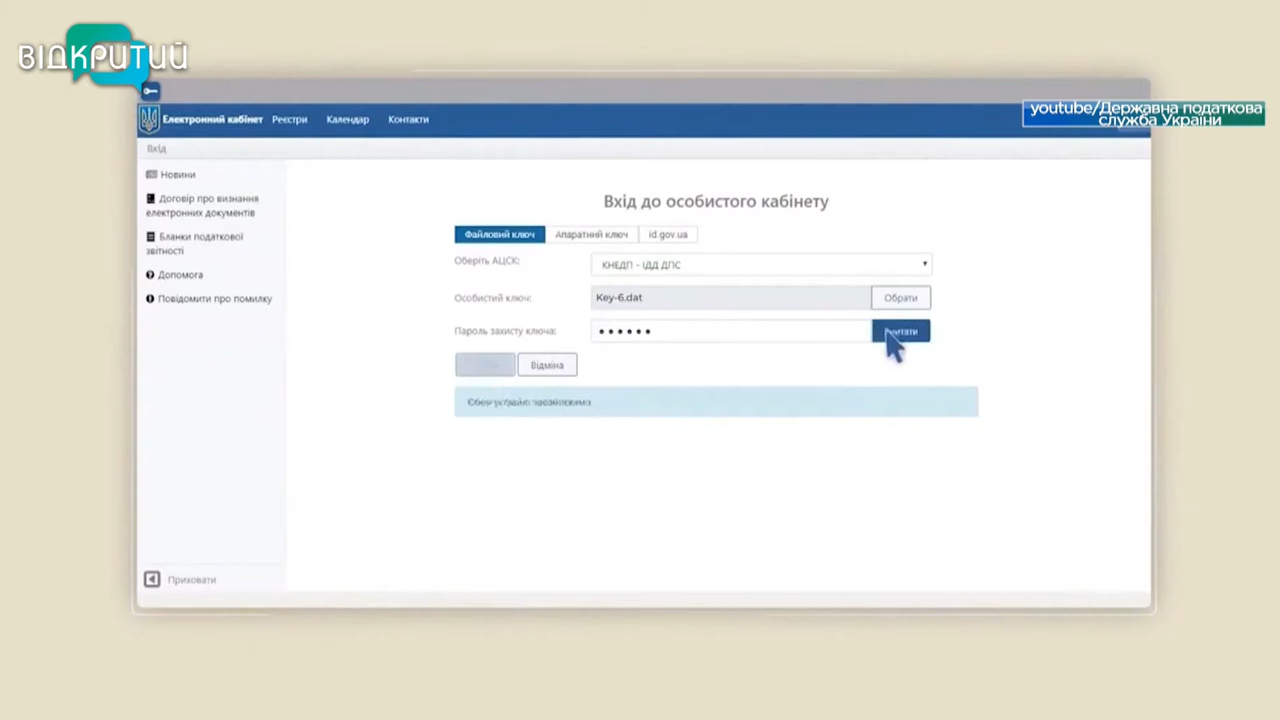 ВІДКРИТИЙ
youtube/Державна податкова
служба України
Електронний кабінет Реєстри Календар Контакти
Вхід
Новини
Договір про визнання
електронних документів
Бланки податкової
звітності
Допомога
Повідомити про помилку
Приховати
Вхід до особистого кабінету
Файловий ключ Апаратний ключ id.gov.ua
Оберіть АЦСК: КНЕДП - ІДД ДПС
Особистий ключ: Key-6.dat Обрати
Пароль захисту ключа: ••••••
Відміна